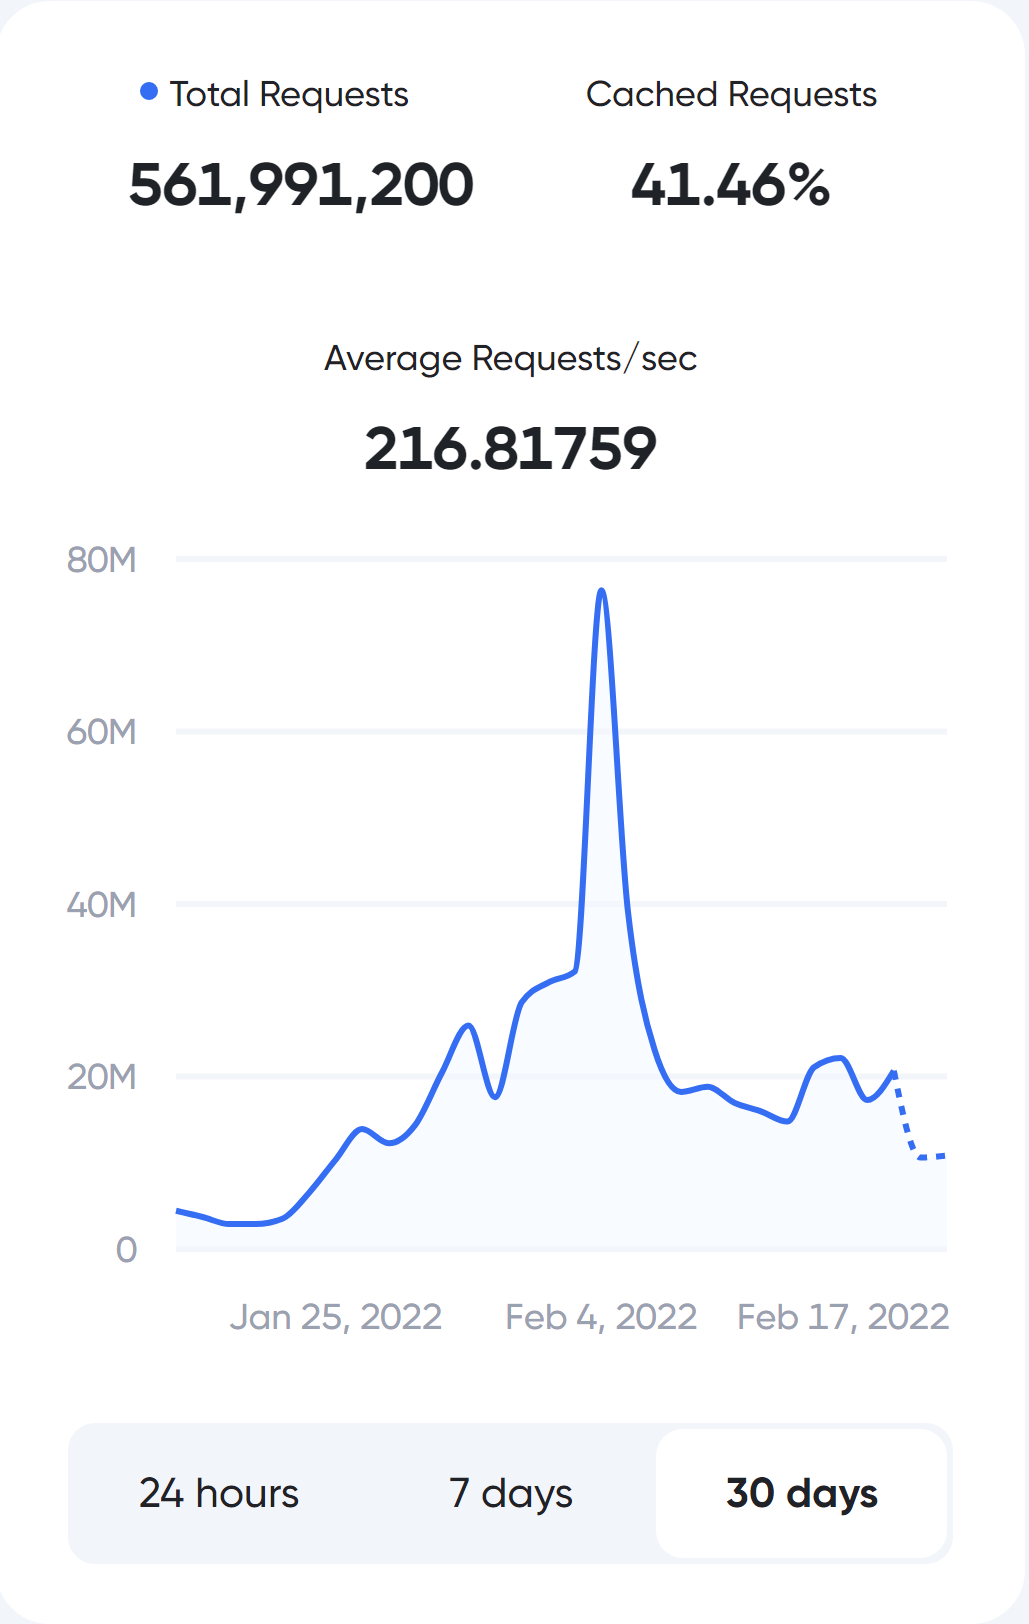 Total Requests
Cached Requests
561,991,200
41.46%
Average Requests/sec
216.81759
80M
60M
40M
20M
0
Jan 25, 2022
Feb 4, 2022
Feb 17, 2022
24 hours
7 days
30 days